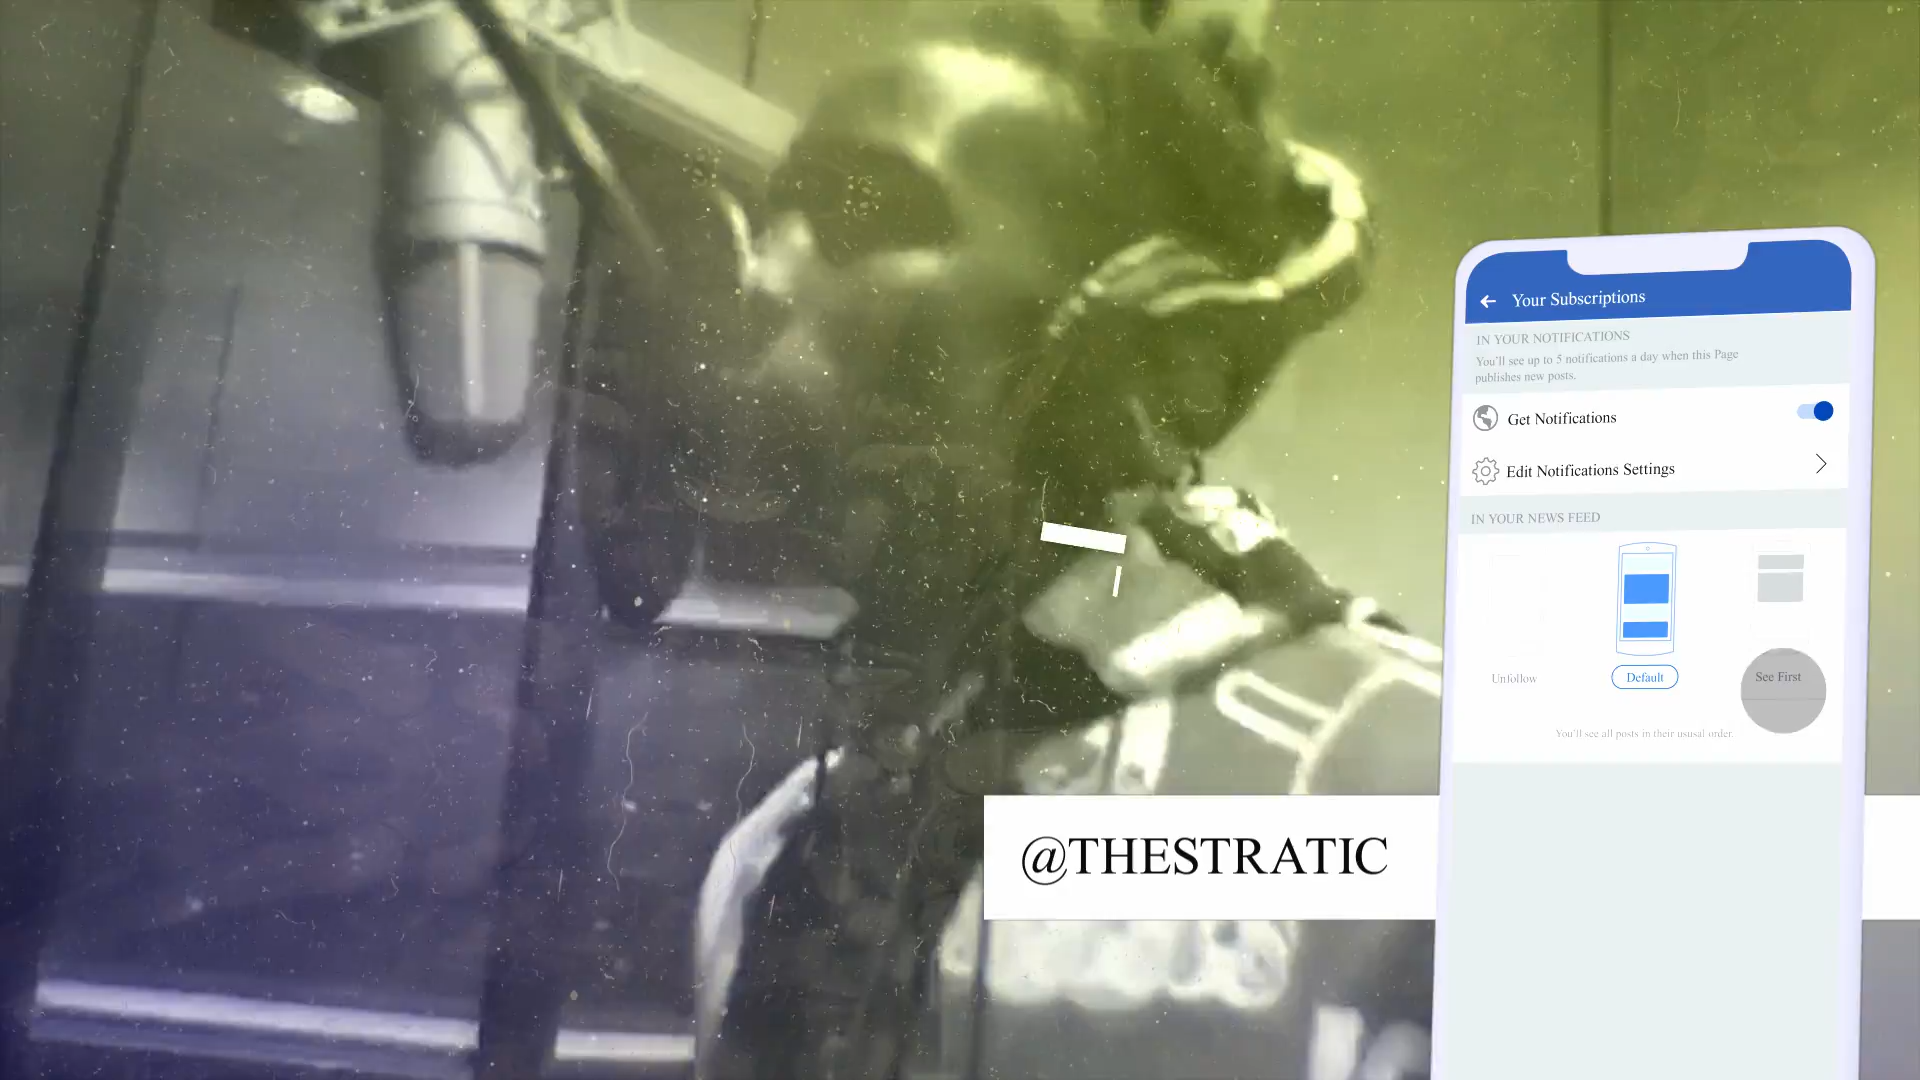 Your Subscriptions
IN YOUR NOTIFICATIONS
You'll see up to 5 notifications a day when this Page
publishes new posts.
Get Notifications
Edit Notifications Settings
IN YOUR NEWS FEED
Unfollow
Default
See First
You'll see all posts in their ususal order.
@THESTRATIC